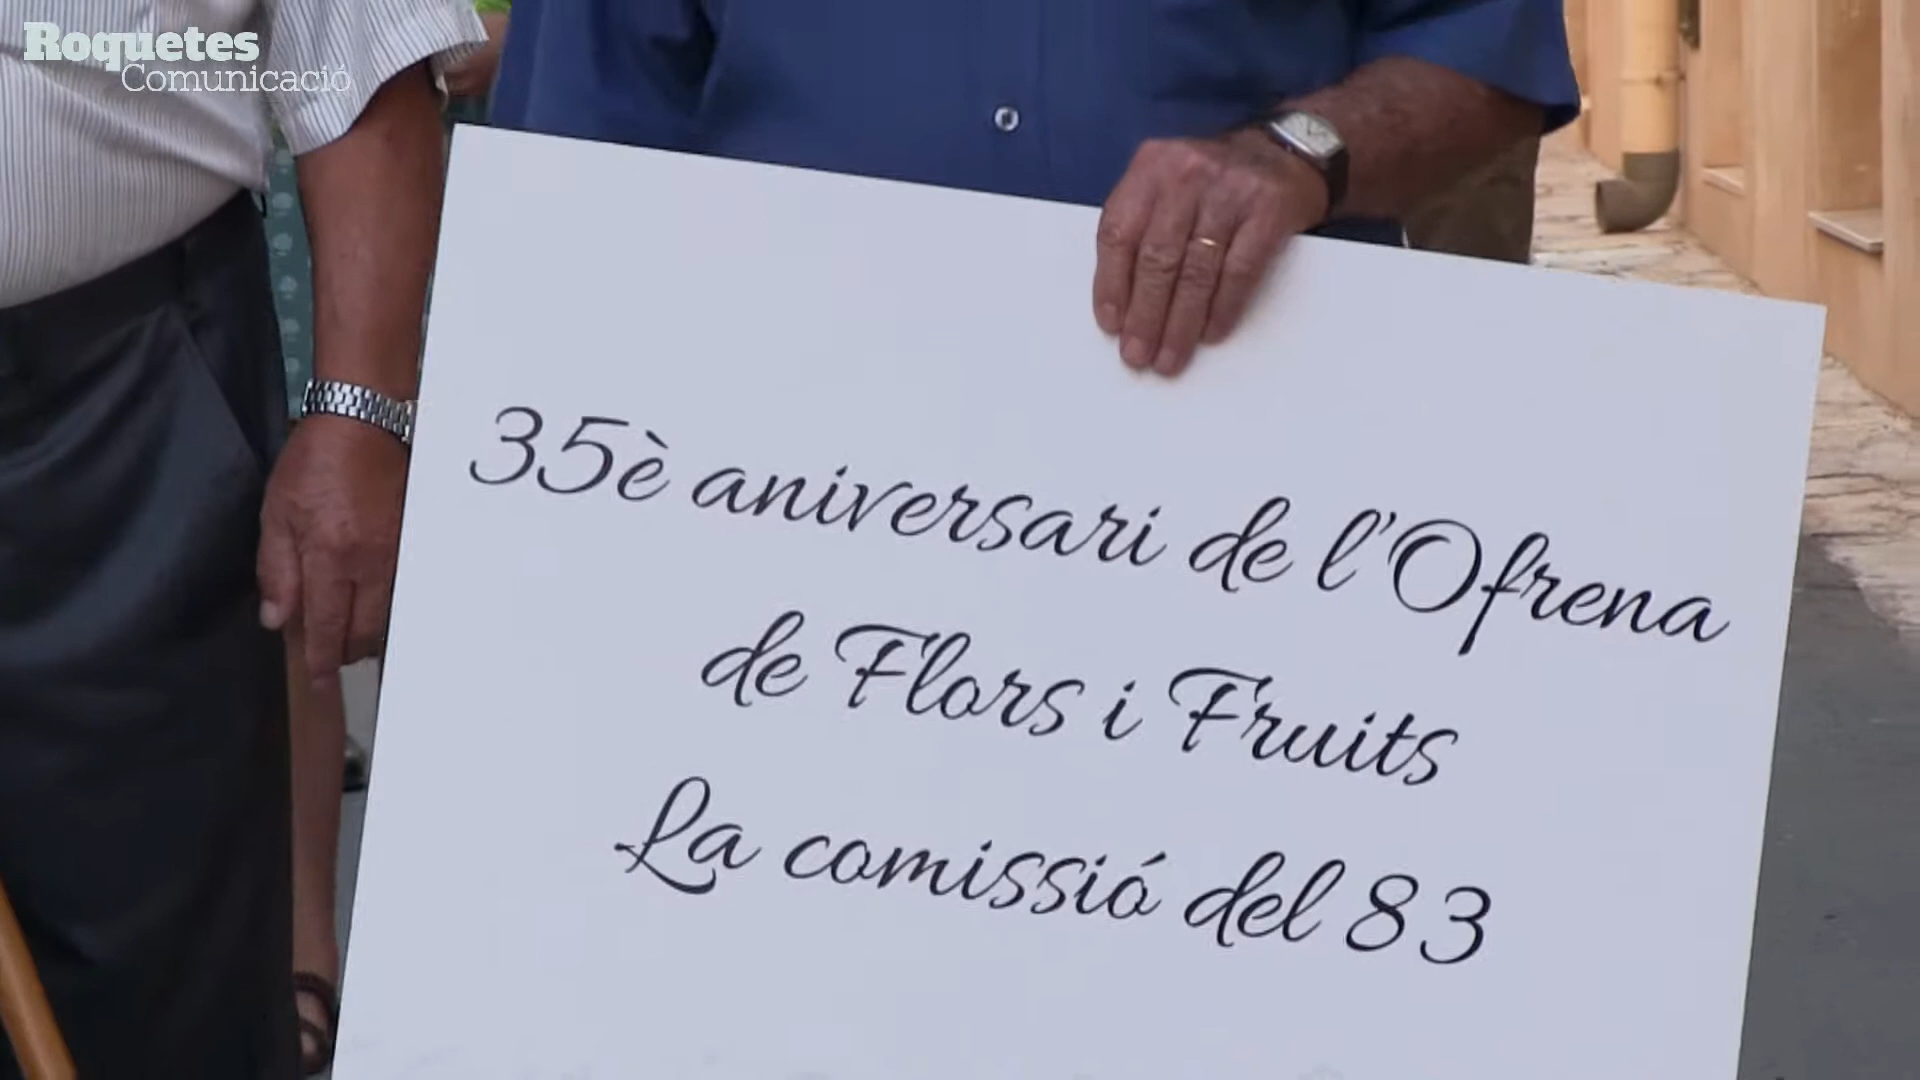 Roquetes
Comunicació
35è aniversari de l'Ofrena
de Flors i Fruits
La comissió del 83